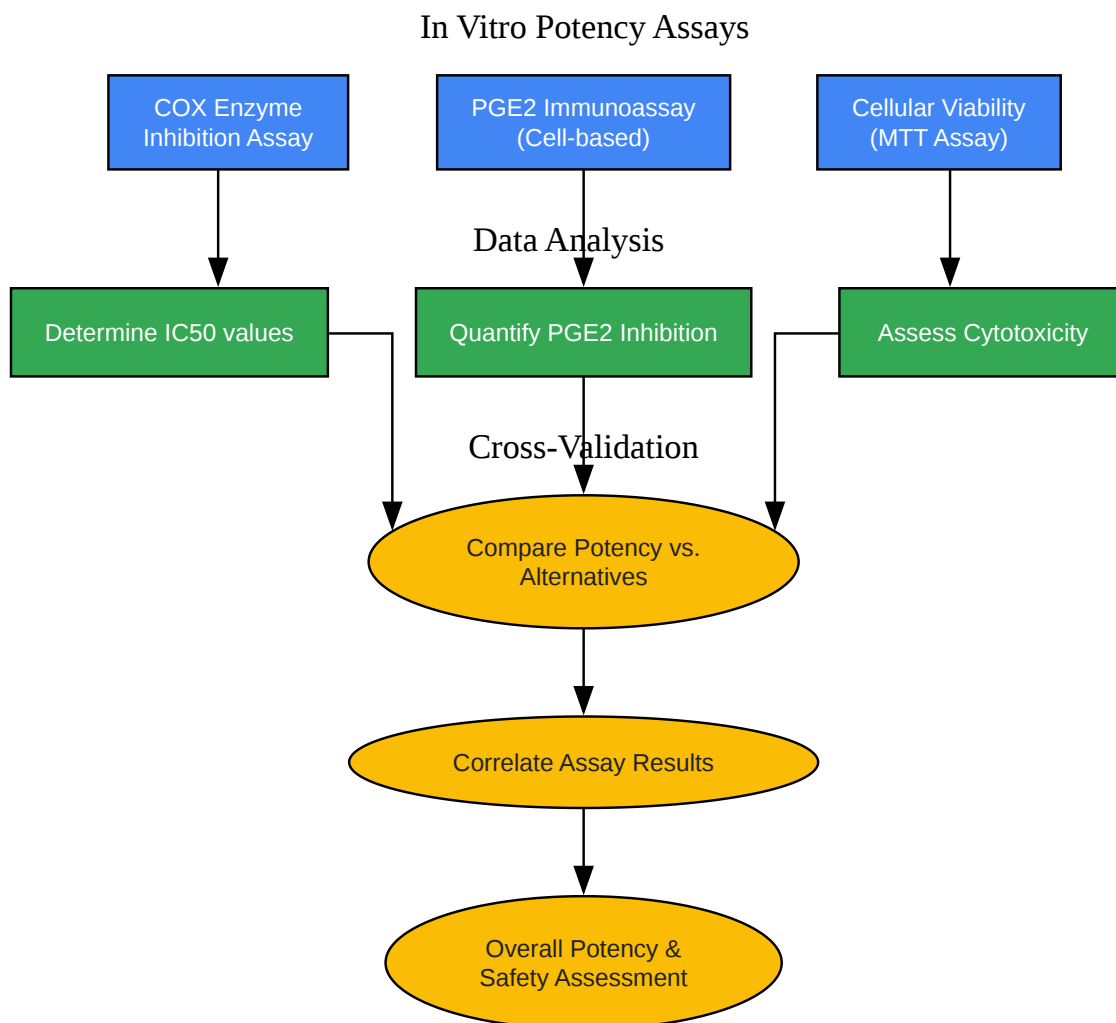 In Vitro Potency Assays
COX Enzyme
Inhibition Assay
PGE2 Immunoassay
(Cell-based)
Cellular Viability
(MTT Assay)
Data Analysis
Determine IC50 values
Quantify PGE2 Inhibition
Assess Cytotoxicity
Cross-Validation
Compare Potency vs.
Alternatives
Correlate Assay Results
Overall Potency &
Safety Assessment